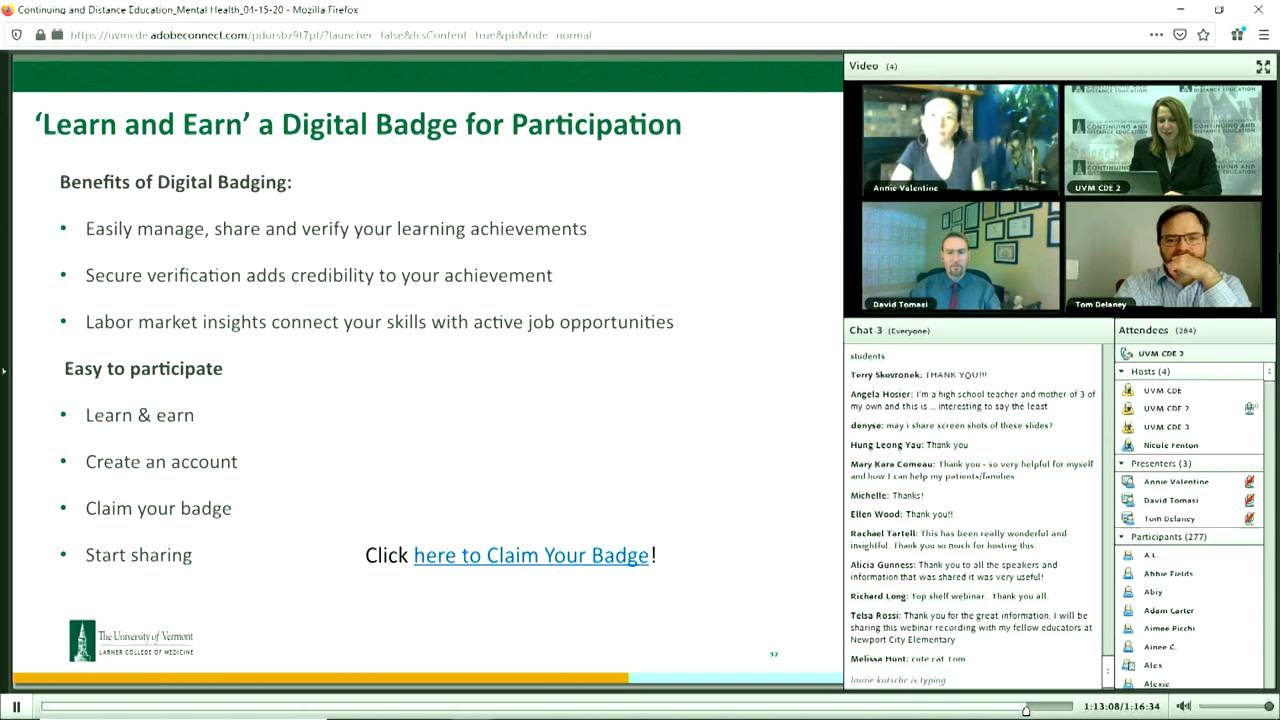 Continuing and Distance Education_Mental Health_04-15-20 - Mozilla Firefox
‘Learn and Earn’ a Digital Badge for Participation
Benefits of Digital Badging:
• Easily manage, share and verify your learning achievements
• Secure verification adds credibility to your achievement
• Labor market insights connect your skills with active job opportunities
Easy to participate
• Learn & earn
• Create an account
• Claim your badge
• Start sharing
Click here to Claim Your Badge!
The University of Vermont
LARNER COLLEGE OF MEDICINE
32
Video (4)
Annie Valentine
UVM CDE 2
CONTINUING AND
DISTANCE EDUCATION
David Tomasi
Tom Delaney
Chat 3 (Everyone)
students
Terry Skovronek: THANK YOU!!!
Angela Hosier: I'm a high school teacher and mother of 3 of
my own and this is ... interesting to say the least
denyse: may i share screen shots of these slides?
Hung Leong Yau: Thank you
Mary Kara Comeau: Thank you - so very helpful for myself
and how I can help my patients/families
Michelle: Thanks!
Ellen Wood: Thank you!!
Rachael Tartell: This has been really wonderful and
insightful. Thank you so much for hosting this.
Alicia Gunness: Thank you to all the speakers and
information that was shared it was very useful!
Richard Long: Top shelf webinar. Thank you all.
Telsa Rossi: Thank you for the great information. I will be
sharing this webinar recording with my fellow educators at
Newport City Elementary
Melissa Hunt: cute cat Tom
laurie kutsche is typing
Attendees (284)
UVM CDE 3
Hosts (4)
UVM CDE
UVM CDE 2
UVM CDE 3
Nicole Fenton
Presenters (3)
Annie Valentine
David Tomasi
Tom Delaney
Participants (277)
A.L.
Abbie Fields
Abiy
Adam Carter
Aimee Picchi
Ainee C.
Alex
Alexie
1:13:08/1:16:34